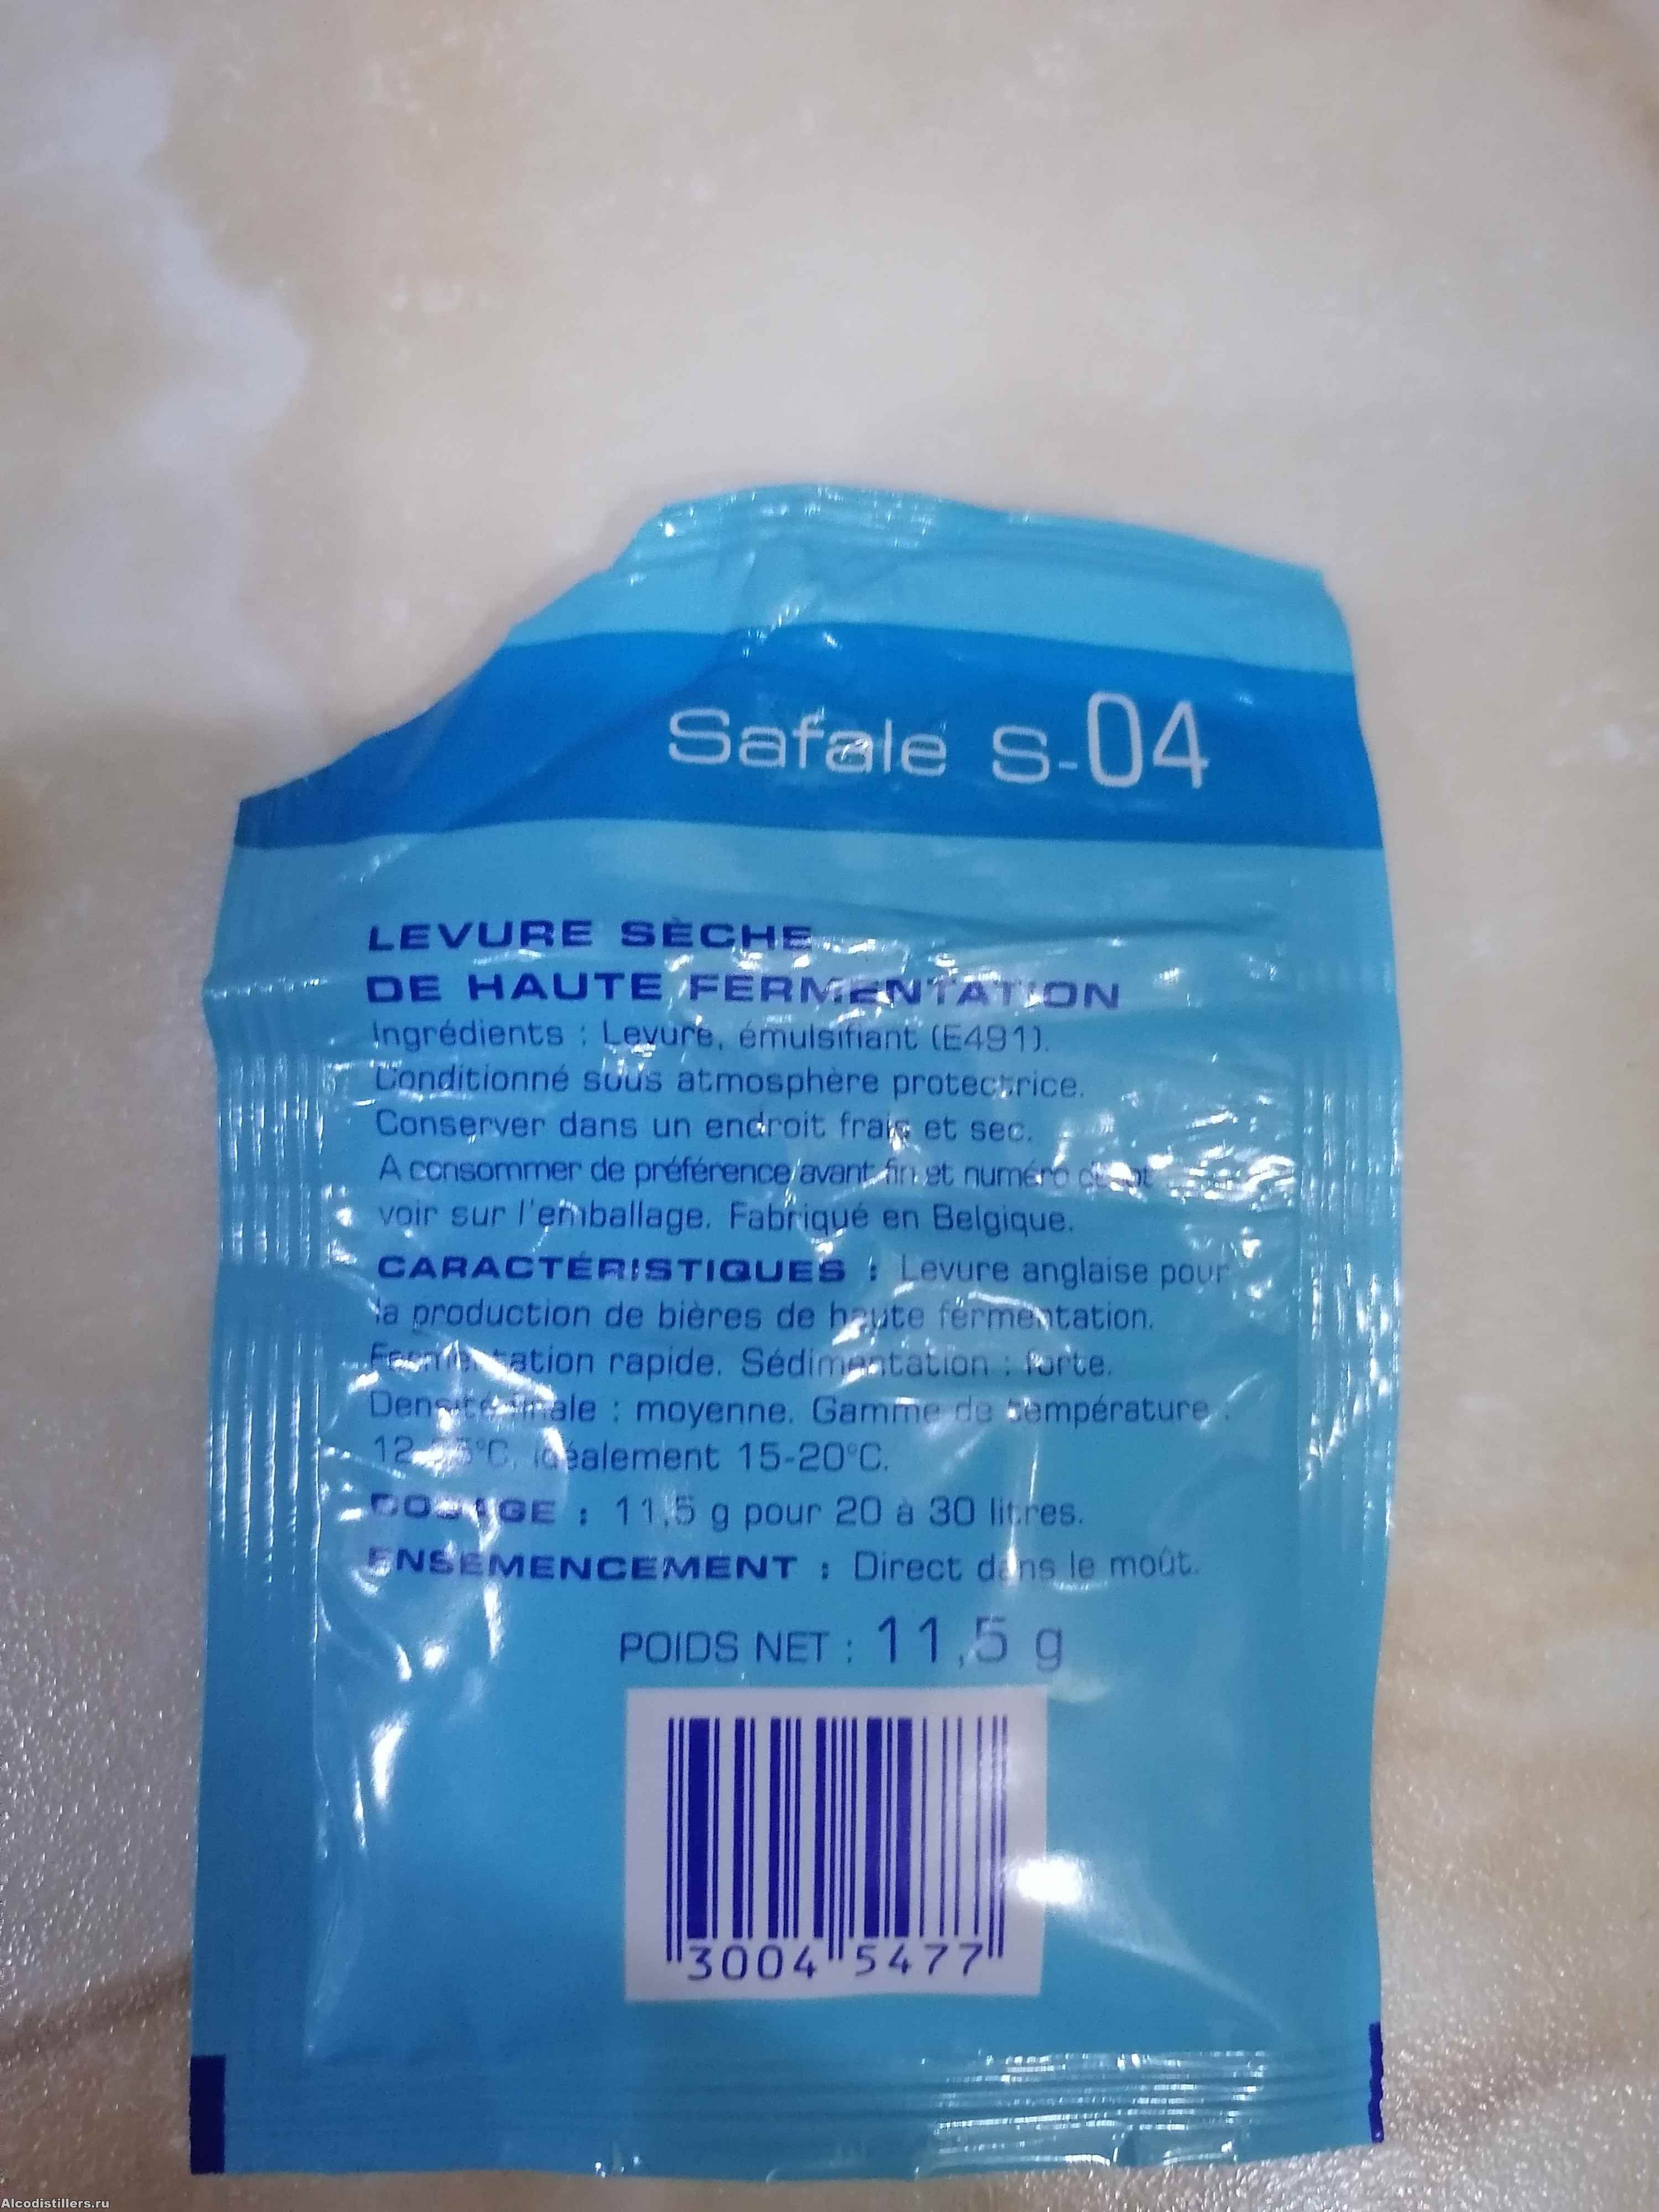 Safale S-04
LEVURE SÈCHE
DE HAUTE FERMENTATION
Ingrédients : Levure, émulsifiant (E491).
Conditionné sous atmosphère protectrice.
Conserver dans un endroit frais et sec.
A consommer de préférence avant fin et numéro
voir sur l'emballage. Fabriqué en Belgique.
CARACTÉRISTIQUES : Levure anglaise pour
la production de bières de haute fermentation.
Fermentation rapide. Sédimentation : forte.
Densité finale : moyenne. Gamme de température :
idéalement 15-20°C.
DOSAGE : 11,5 g pour 20 à 30 litres.
ENSEMENCEMENT : Direct dans le moût.
POIDS NET : 11,5 g
3004 5477
Alcodistillers.ru